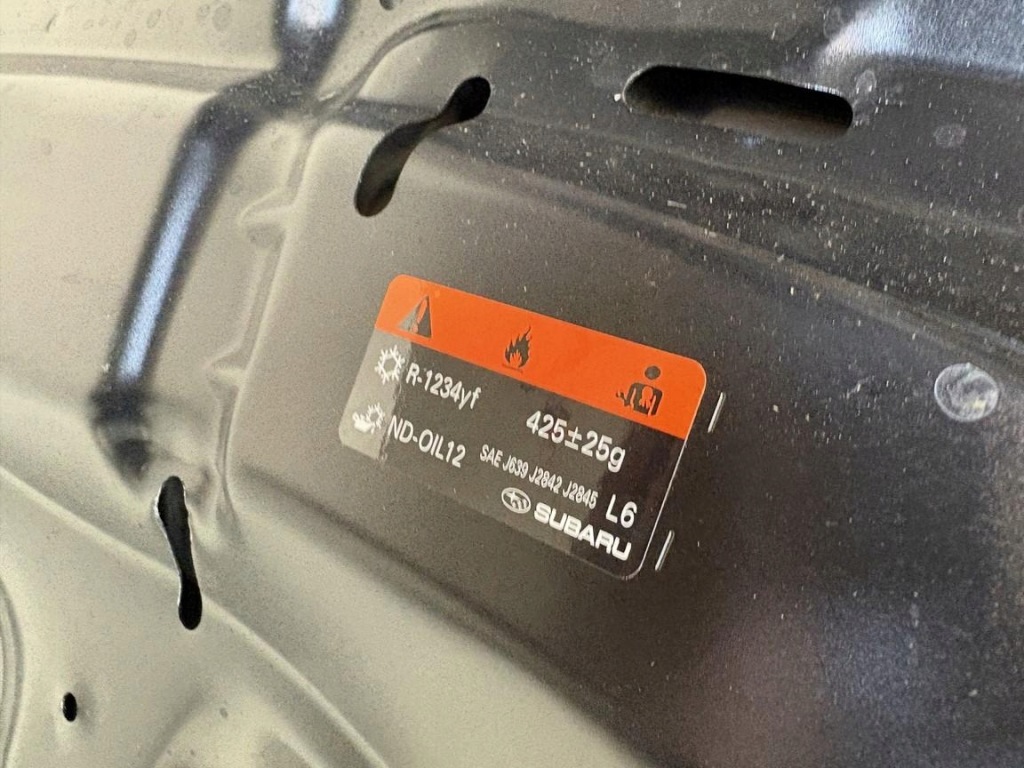 R-1234yf 425±25g
ND-OIL12 SAE J639 J2842 J2845 L6
SUBARU